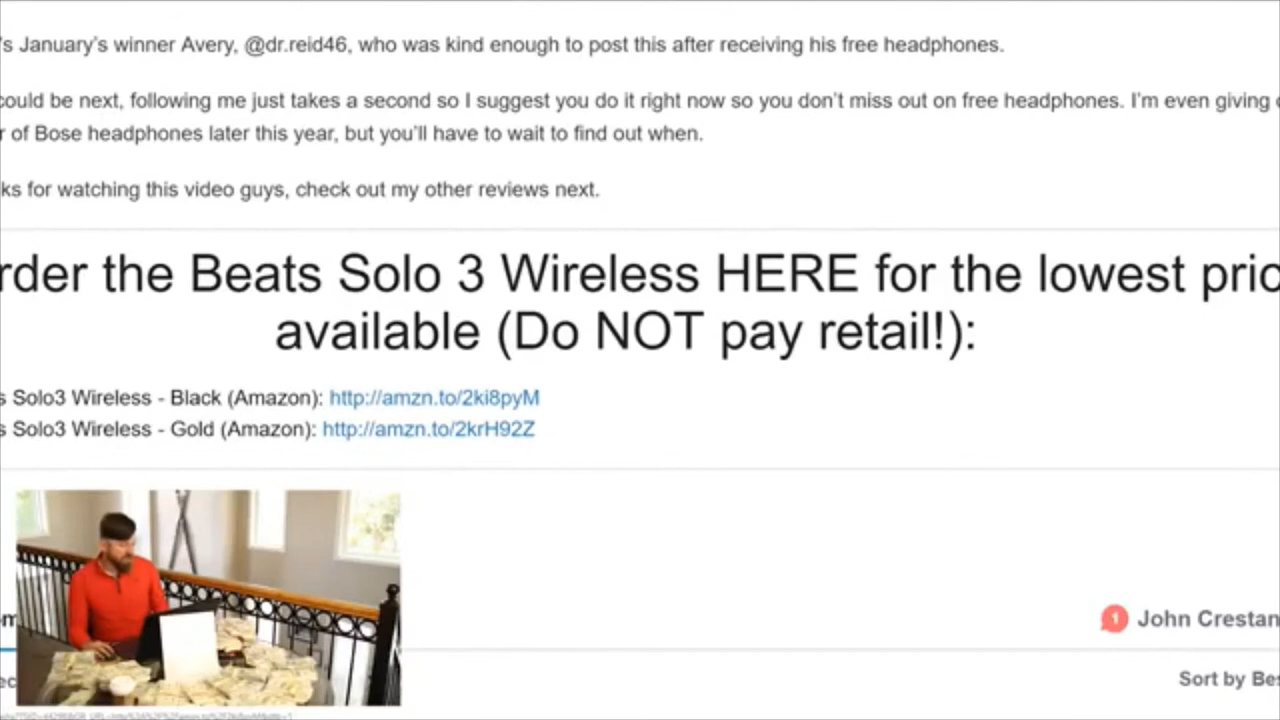 's January's winner Avery, @dr.reid46, who was kind enough to post this after receiving his free headphones.
could be next, following me just takes a second so I suggest you do it right now so you don't miss out on free headphones. I'm even giving
r of Bose headphones later this year, but you'll have to wait to find out when.
ks for watching this video guys, check out my other reviews next.
rder the Beats Solo 3 Wireless HERE for the lowest pric
available (Do NOT pay retail!):
s Solo3 Wireless - Black (Amazon): http://amzn.to/2ki8pyM
s Solo3 Wireless - Gold (Amazon): http://amzn.to/2krH92Z
1 John Crestan
Sort by Bes